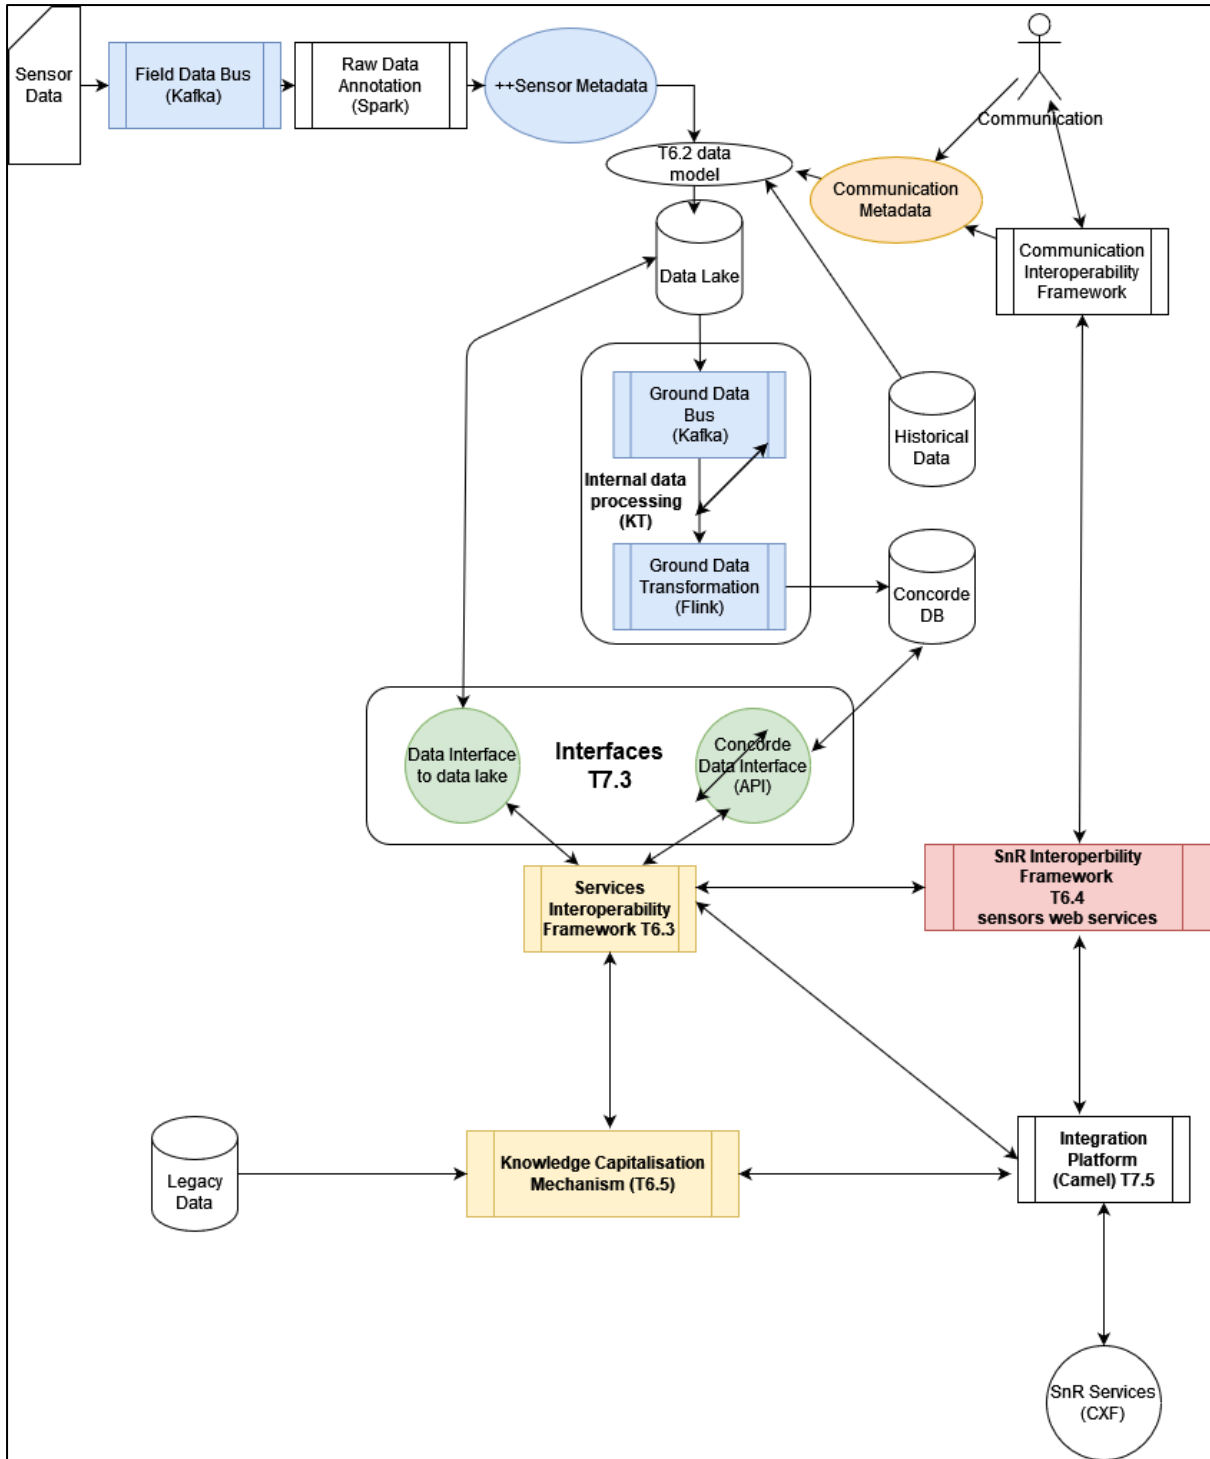 Sensor
Data
Field Data Bus
(Kafka)
Raw Data
Annotation
(Spark)
++Sensor Metadata
Communication
T6.2 data
model
Communication
Metadata
Communication
Interoperability
Framework
Data Lake
Ground Data
Bus
(Kafka)
Historical
Data
Internal data
processing
(KT)
Ground Data
Transformation
(Flink)
Concorde
DB
Data Interface
to data lake
Interfaces
T7.3
Concorde
Data Interface
(API)
Services
Interoperability
Framework T6.3
SnR Interoperbility
Framework
T6.4
sensors web services
Legacy
Data
Knowledge Capitalisation
Mechanism (T6.5)
Integration
Platform
(Camel) T7.5
SnR Services
(CXF)